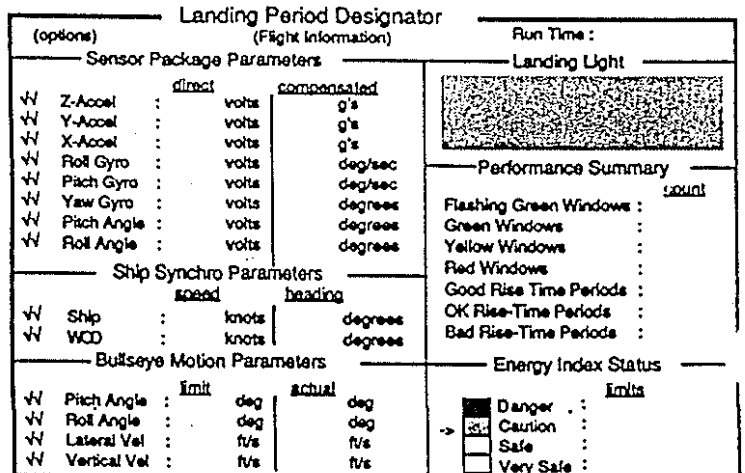 Landing Period Designator
(options) (Flight Information) Run Time :
Sensor Package Parameters
direct compensated
√√ Z-Accel : volts g's
√√ Y-Accel : volts g's
√√ X-Accel : volts g's
√√ Roll Gyro : volts deg/sec
√√ Pitch Gyro : volts deg/sec
√√ Yaw Gyro : volts degrees
√√ Pitch Angle : volts degrees
√√ Roll Angle : volts degrees
Ship Synchro Parameters
speed heading
√√ Ship : knots degrees
√√ WOD : knots degrees
Bullseye Motion Parameters
limit actual
√√ Pitch Angle : deg deg
√√ Roll Angle : deg deg
√√ Lateral Vel : ft/s ft/s
√√ Vertical Vel : ft/s ft/s
Landing Light
Performance Summary
count
Flashing Green Windows :
Green Windows :
Yellow Windows :
Red Windows :
Good Rise Time Periods :
OK Rise-Time Periods :
Bad Rise-Time Periods :
Energy Index Status
limits
Danger :
-> Caution :
Safe :
Very Safe :